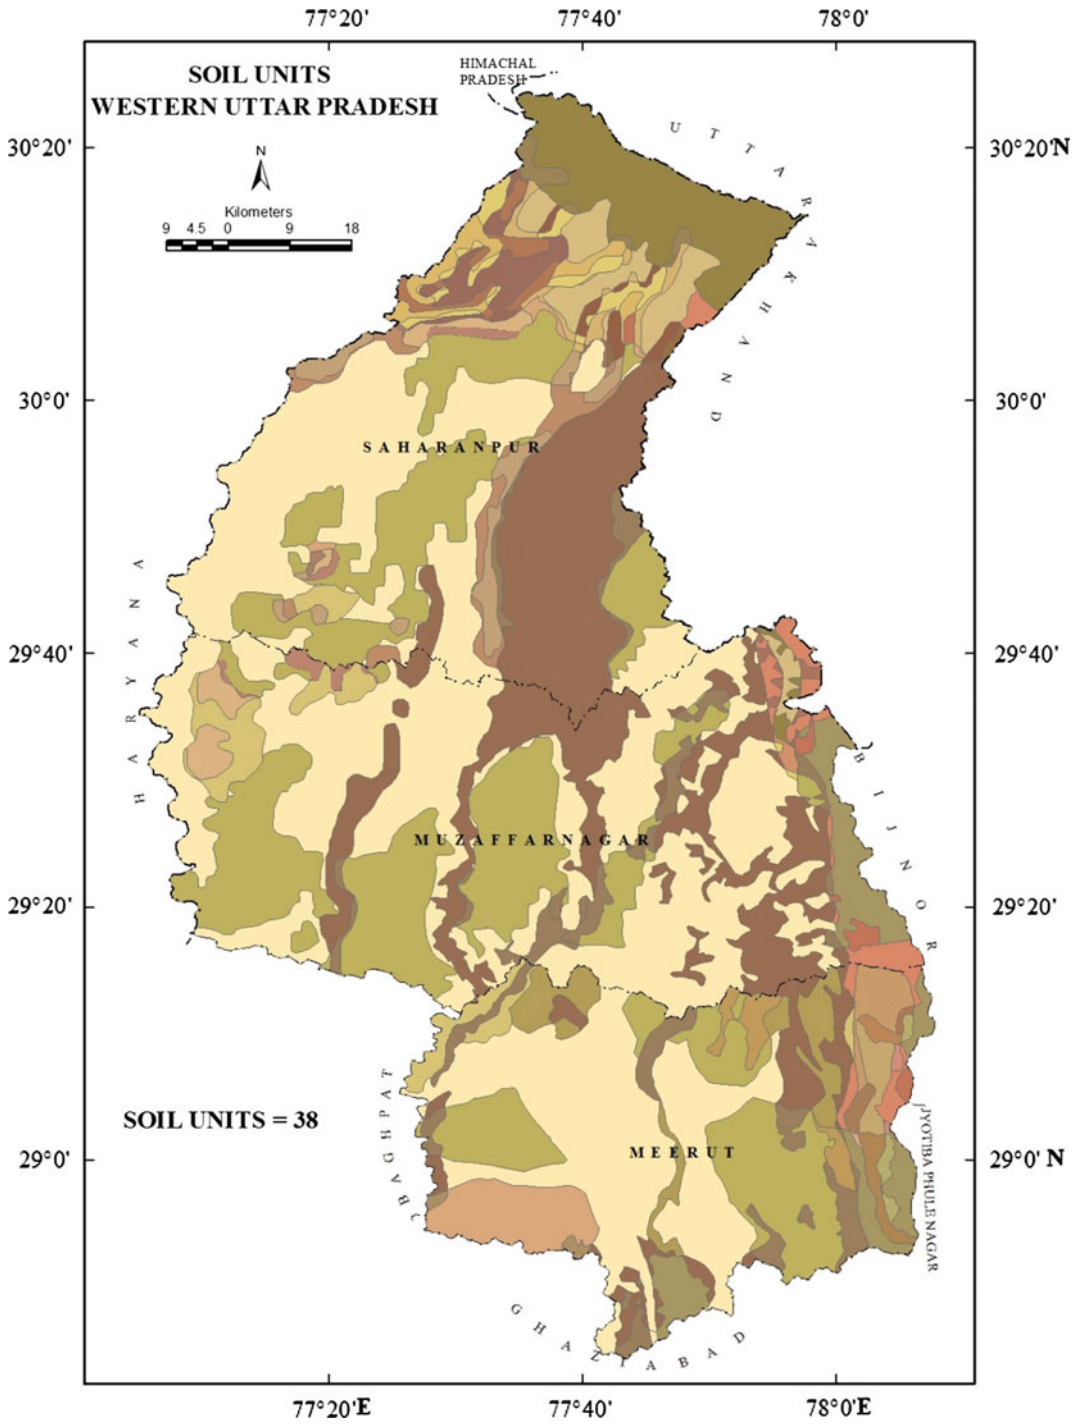 77°20' 77°40' 78°0'
SOIL UNITS
WESTERN UTTAR PRADESH
HIMACHAL
PRADESH
UTTARAKHAND
30°20' 30°20'N
N
Kilometers
9 4.5 0 9 18
30°0' 30°0'
SAHARANPUR
HARYANA
29°40' 29°40'
BIJNOR
MUZAFFARNAGAR
29°20' 29°20'
BAGHPAT
SOIL UNITS = 38
JYOTIBA PHULE NAGAR
MEERUT
29°0' 29°0' N
GHAZIABAD
77°20'E 77°40' 78°0'E